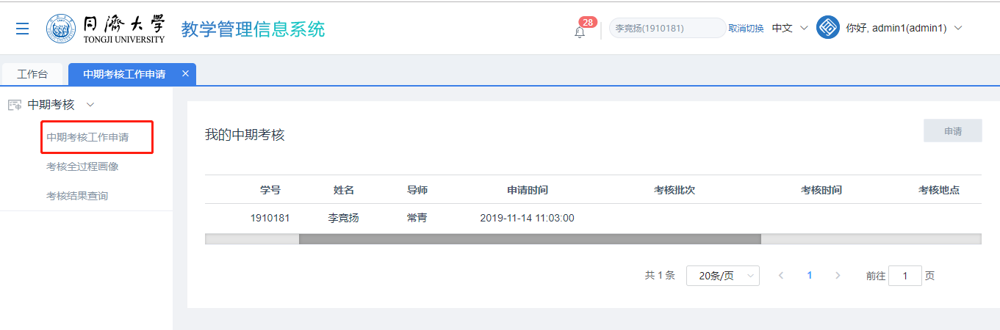 同濟大學
TONGJI UNIVERSITY
教学管理信息系统
28
李竞扬(1910181)
取消切换
中文
你好, admin1(admin1)
工作台
中期考核工作申请 ×
中期考核
中期考核工作申请
考核全过程画像
考核结果查询
我的中期考核
申请
学号 姓名 导师 申请时间 考核批次 考核时间 考核地点
1910181 李竞扬 常青 2019-11-14 11:03:00
共 1 条 20条/页 < 1 > 前往 1 页